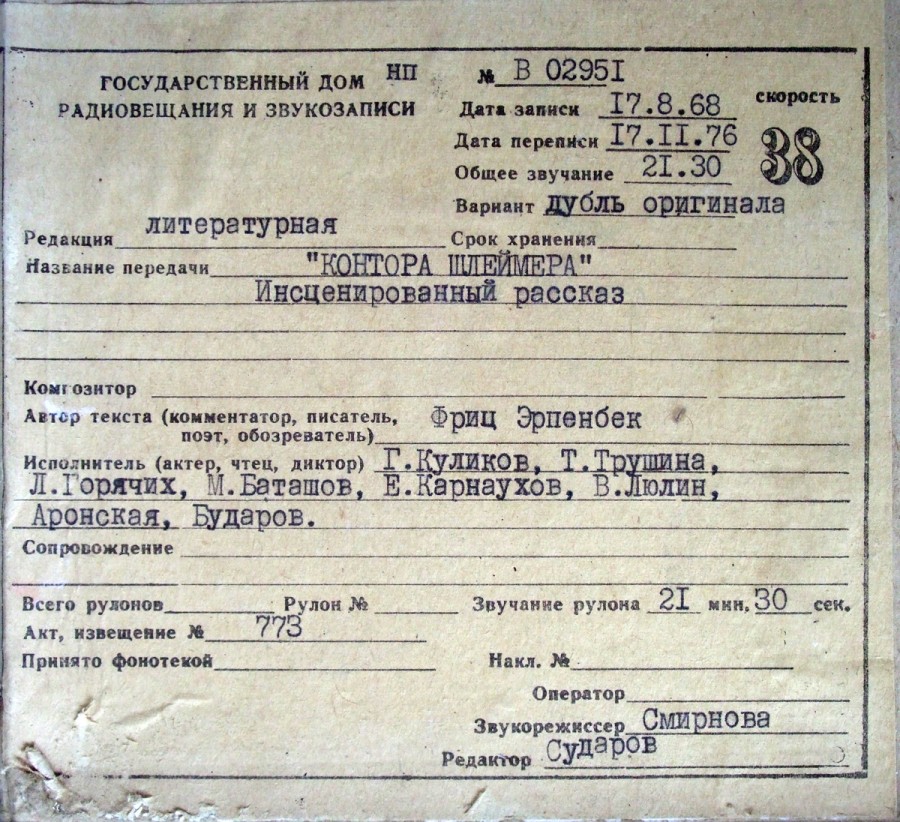 ГОСУДАРСТВЕННЫЙ ДОМ НП
РАДИОВЕЩАНИЯ И ЗВУКОЗАПИСИ
№ В 02951
Дата записи 17.8.68
скорость
Дата переписи 17.II.76
38
Общее звучание 21.30
Вариант дубль оригинала
Редакция литературная
Срок хранения
Название передачи "КОНТОРА ШЛЕЙМЕРА"
Инсценированный рассказ
Композитор
Автор текста (комментатор, писатель, Фриц Эрпенбек
поэт, обозреватель)
Исполнитель (актер, чтец, диктор) Г.Куликов, Т.Трушина,
Л.Горячих, М.Баташов, Е.Карнаухов, В.Люлин,
Аронская, Бударов.
Сопровождение
Всего рулонов Рулон № Звучание рулона 21 мин. 30 сек.
Акт, извещение № 773
Принято фонотекой Накл. №
Оператор
Звукорежиссер Смирнова
Редактор Сударов